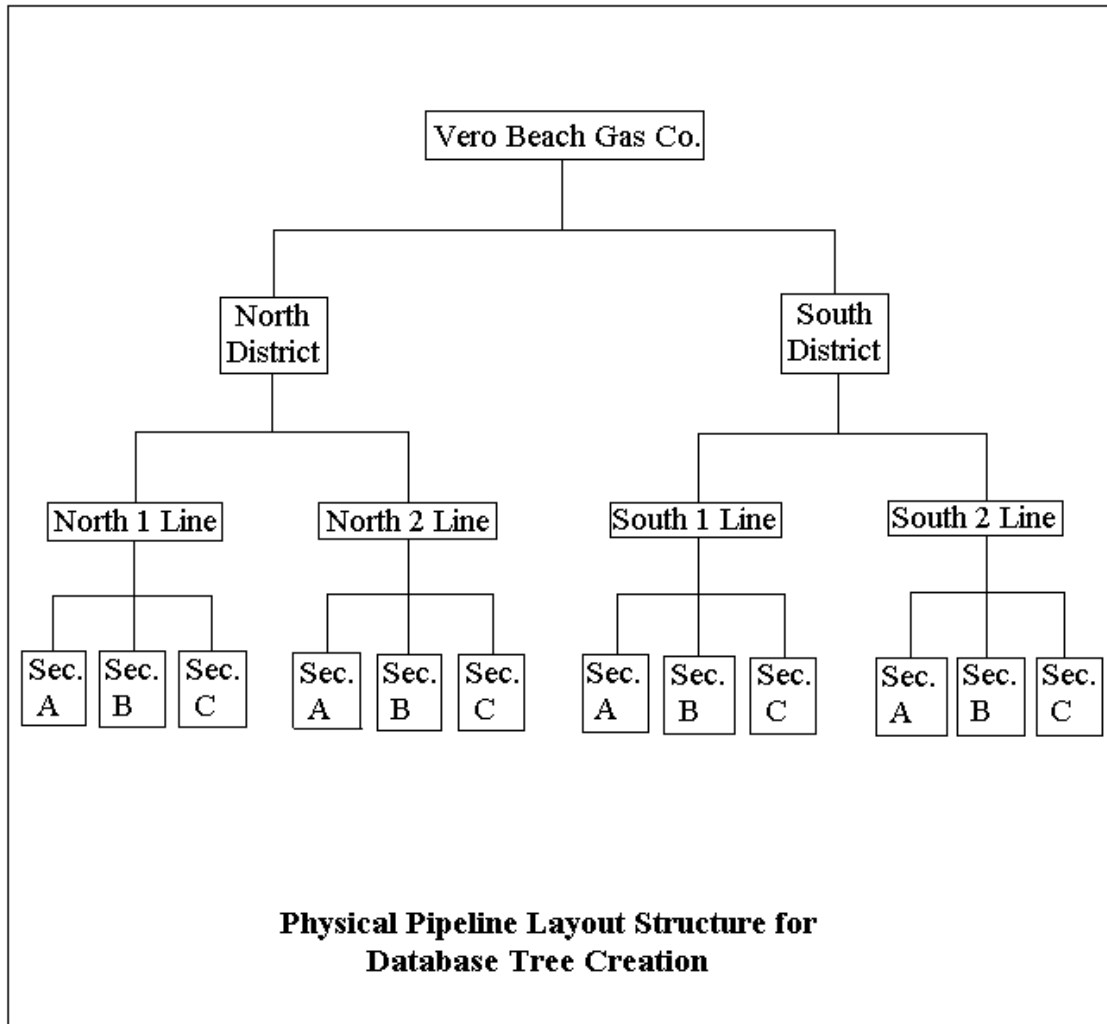 Vero Beach Gas Co.
North
District
South
District
North 1 Line
North 2 Line
South 1 Line
South 2 Line
Sec.
A
Sec.
B
Sec.
C
Sec.
A
Sec.
B
Sec.
C
Sec.
A
Sec.
B
Sec.
C
Sec.
A
Sec.
B
Sec.
C
Physical Pipeline Layout Structure for
Database Tree Creation